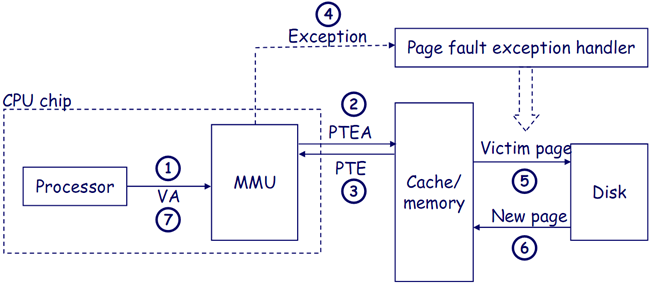 4
Exception
Page fault exception handler
CPU chip
2
PTEA
Victim page
1
Processor
VA
7
MMU
PTE
3
Cache/
memory
5
Disk
New page
6